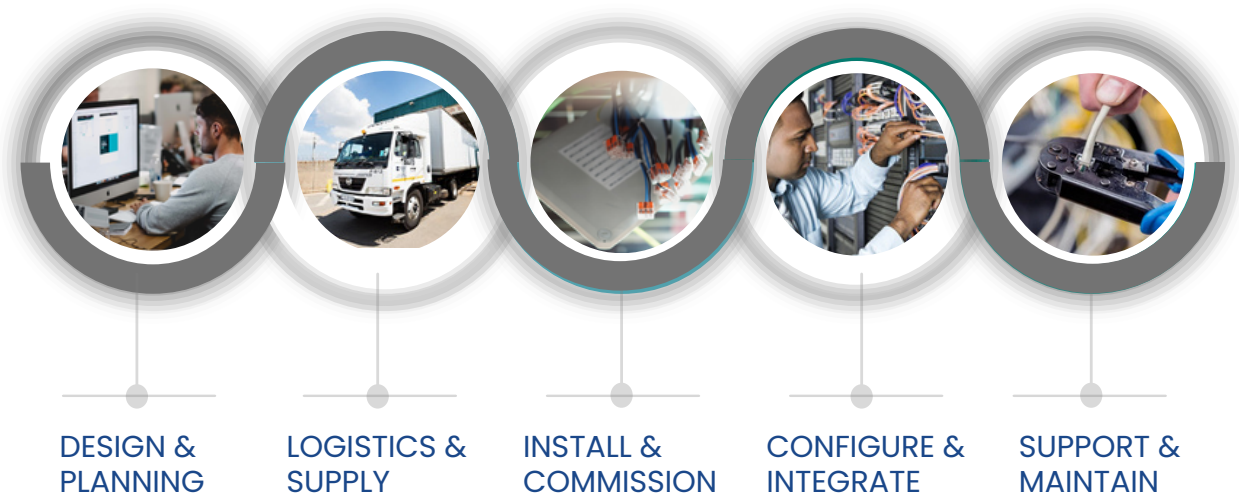 DESIGN &
PLANNING
LOGISTICS &
SUPPLY
INSTALL &
COMMISSION
CONFIGURE &
INTEGRATE
SUPPORT &
MAINTAIN